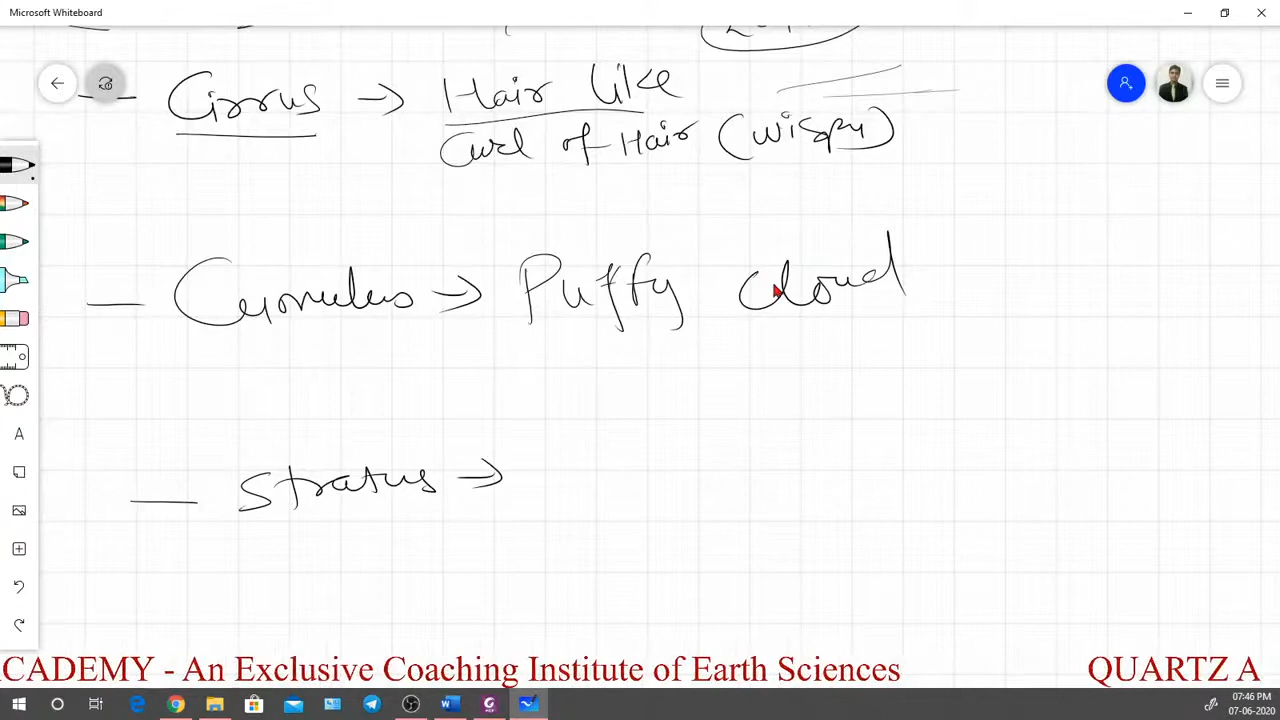 Microsoft Whiteboard
— Cirrus → Hair like
Curl of Hair (Wispy)
— Cumulus → Puffy cloud
— Stratus →
A
CADEMY - An Exclusive Coaching Institute of Earth Sciences QUARTZ A
07:46 PM
07-06-2020